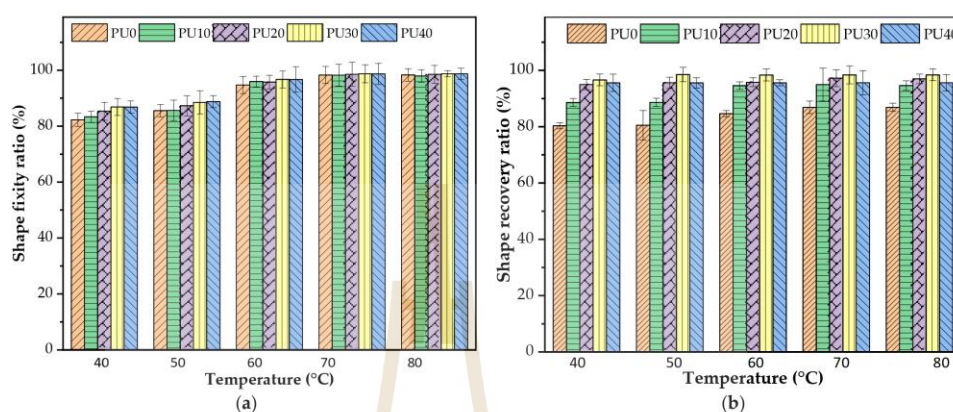 PU0 PU10 PU20 PU30 PU40
100
80
60
40
20
0
Shape fixity ratio (%)
40 50 60 70 80
Temperature (°C)
(a)
PU0 PU10 PU20 PU30 PU40
100
80
60
40
20
0
Shape recovery ratio (%)
40 50 60 70 80
Temperature (°C)
(b)